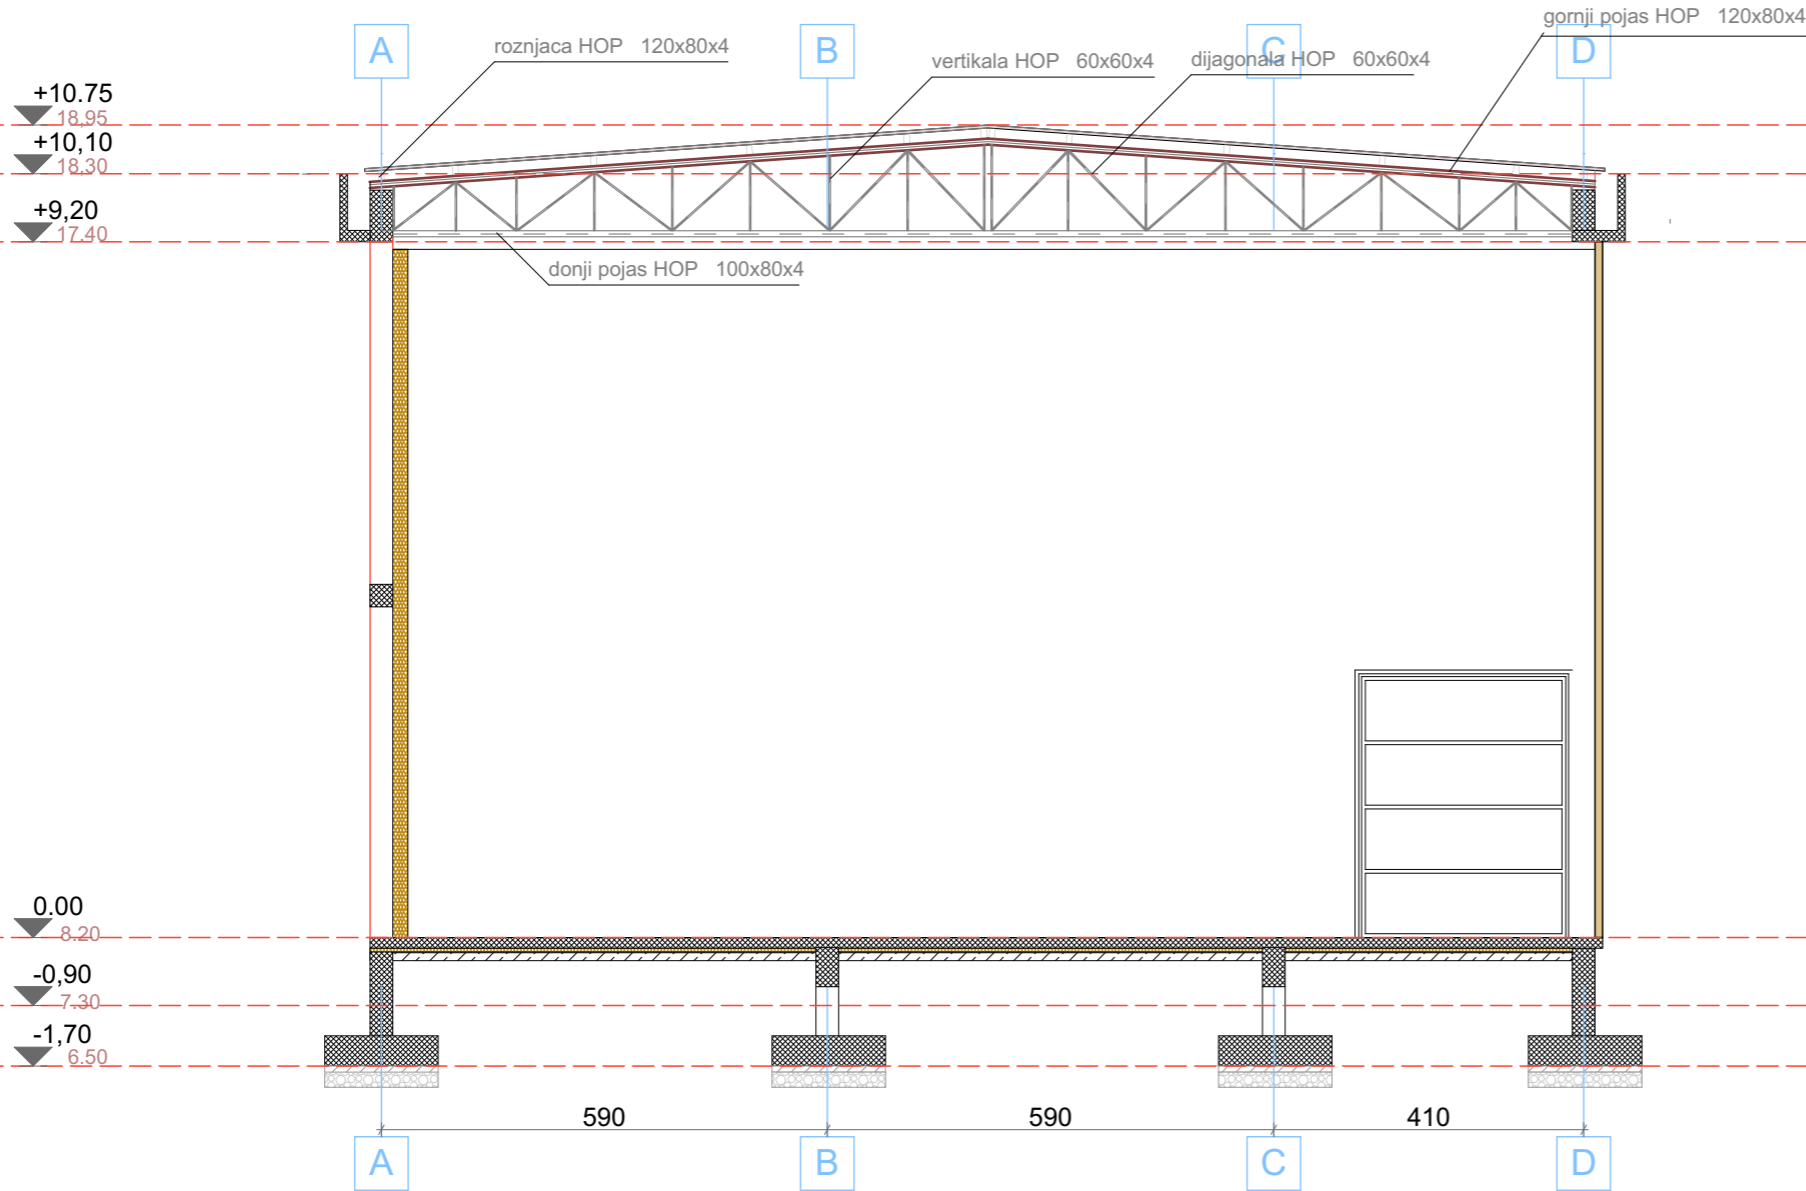 gornji pojas HOP 120x80x4
A
roznjaca HOP 120x80x4
B
vertikala HOP 60x60x4
C
dijagonala HOP 60x60x4
D
+10.75
18,95
+10,10
18.30
+9,20
17,40
donji pojas HOP 100x80x4
0.00
8.20
-0,90
7.30
-1,70
6.50
590
590
410
A
B
C
D